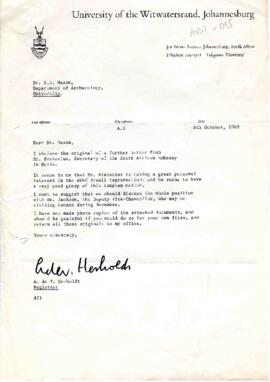 University of the Witwatersrand, Johannesburg
ADT-095
Jan Smuts Avenue, Johannesburg, South Africa
Telephone 724-1311 Telegrams 'University'
Dr. R.J. Mason,
Department of Archaeology,
University.
A.1
8th October, 1969
Dear Dr. Mason,
I enclose the original of a further letter from
Mr. Pretorius, Secretary of the South African Embassy
in Paris.
It seems to me that Mr. Pretorius is taking a great personal
interest in the Abbé Breuil reproductions and he seems to have
a very good grasp of this complex matter.
I want to suggest that we should discuss the whole position
with Mr. Jackson, the Deputy Vice-Chancellor, who may be
visiting London during November.
I have not made photo copies of the attached documents, and
should be grateful if you would do so for your own files, and
return all these originals to my office.
Yours sincerely,
A. de V. Herholdt
Registrar